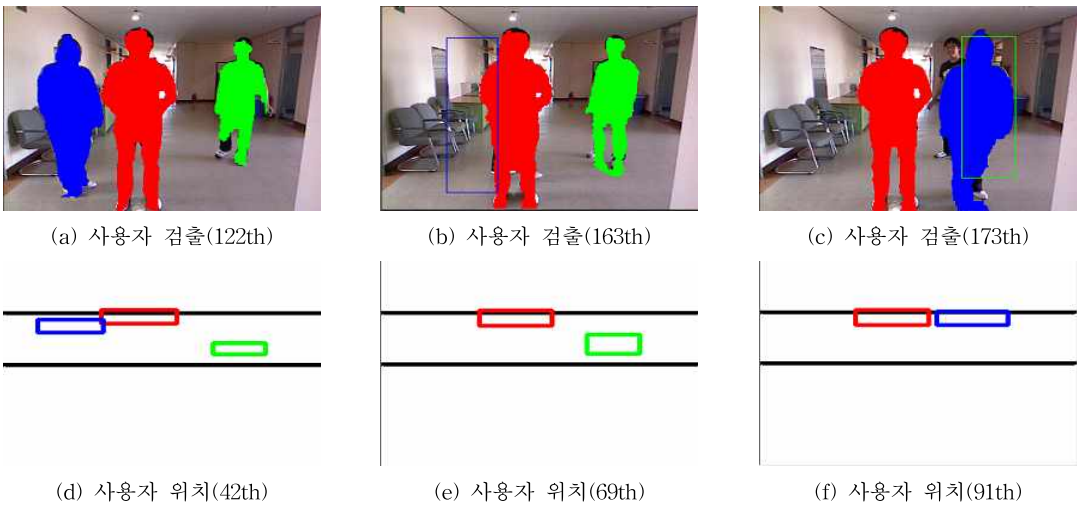 (a) 사용자 검출(122th)
(b) 사용자 검출(163th)
(c) 사용자 검출(173th)
(d) 사용자 위치(42th)
(e) 사용자 위치(69th)
(f) 사용자 위치(91th)